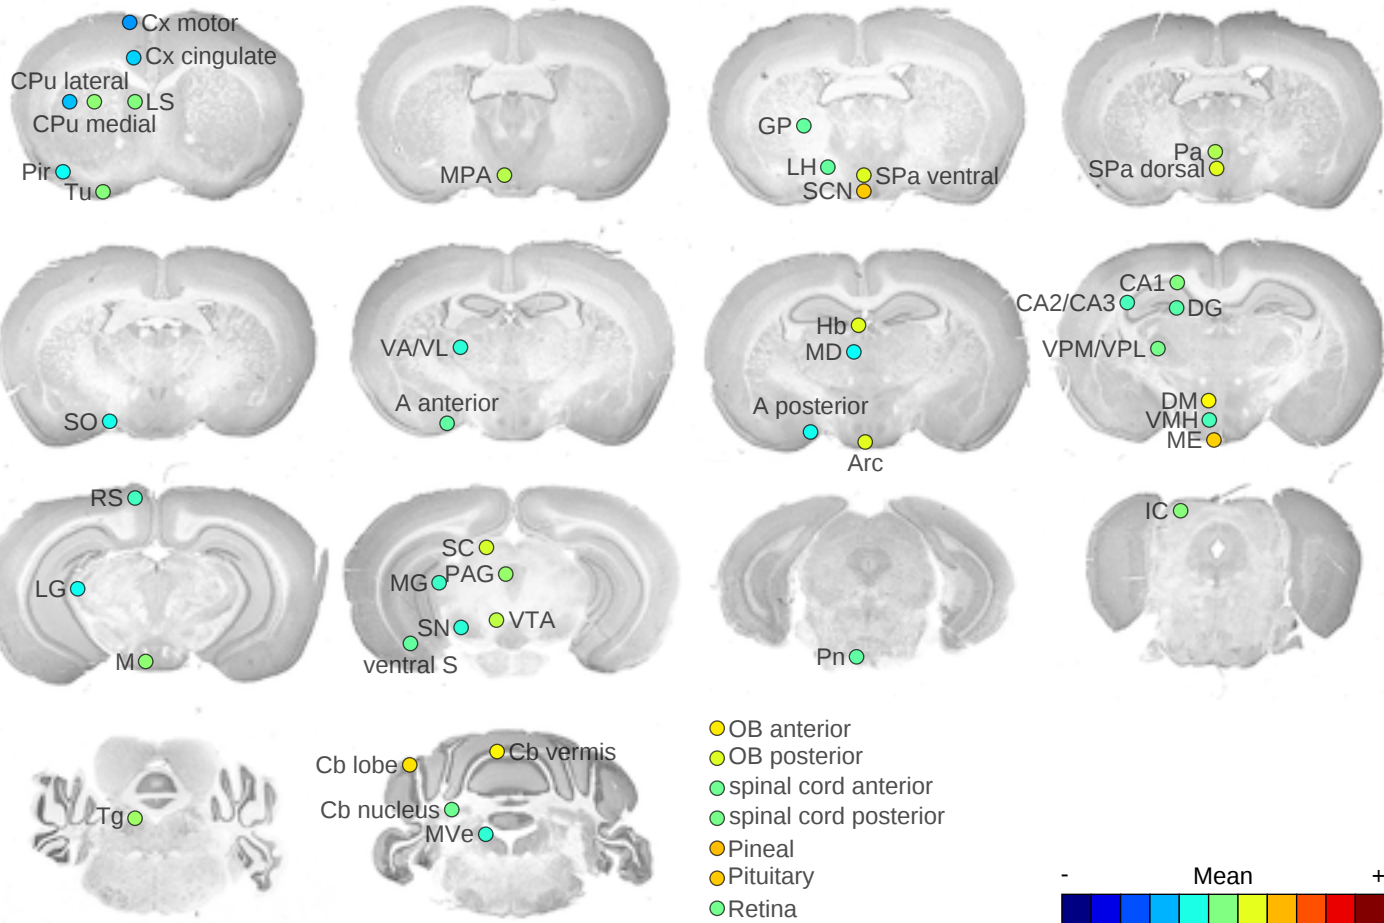 Cx motor
Cx cingulate
CPu lateral
LS
CPu medial
Pir
Tu
MPA
GP
LH
SPa ventral
SCN
Pa
SPa dorsal
SO
VA/VL
A anterior
Hb
MD
A posterior
Arc
CA1
CA2/CA3
DG
VPM/VPL
DM
VMH
ME
RS
LG
M
SC
MG
PAG
SN
VTA
ventral S
Pn
IC
Tg
Cb lobe
Cb vermis
Cb nucleus
MVe
OB anterior
OB posterior
spinal cord anterior
spinal cord posterior
Pineal
Pituitary
Retina
- Mean +